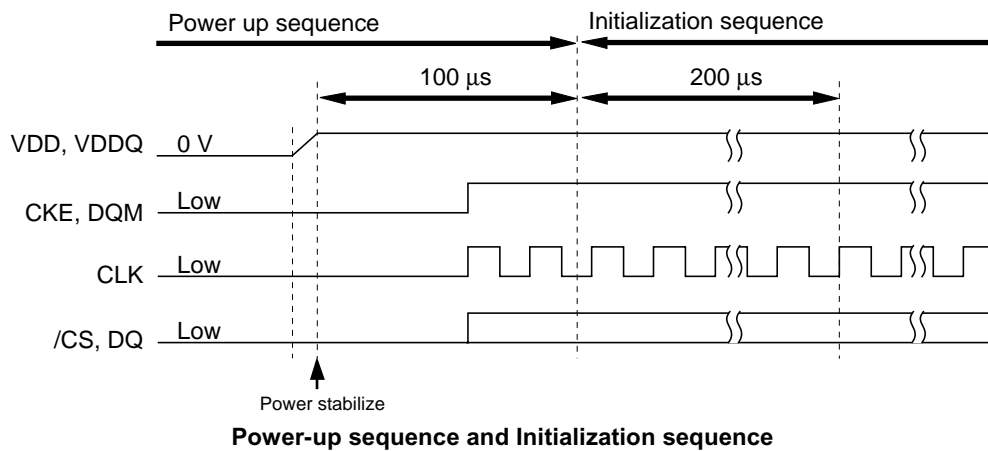 Power up sequence
Initialization sequence
100 μs
200 μs
VDD, VDDQ
0 V
CKE, DQM
Low
CLK
Low
/CS, DQ
Low
Power stabilize
Power-up sequence and Initialization sequence